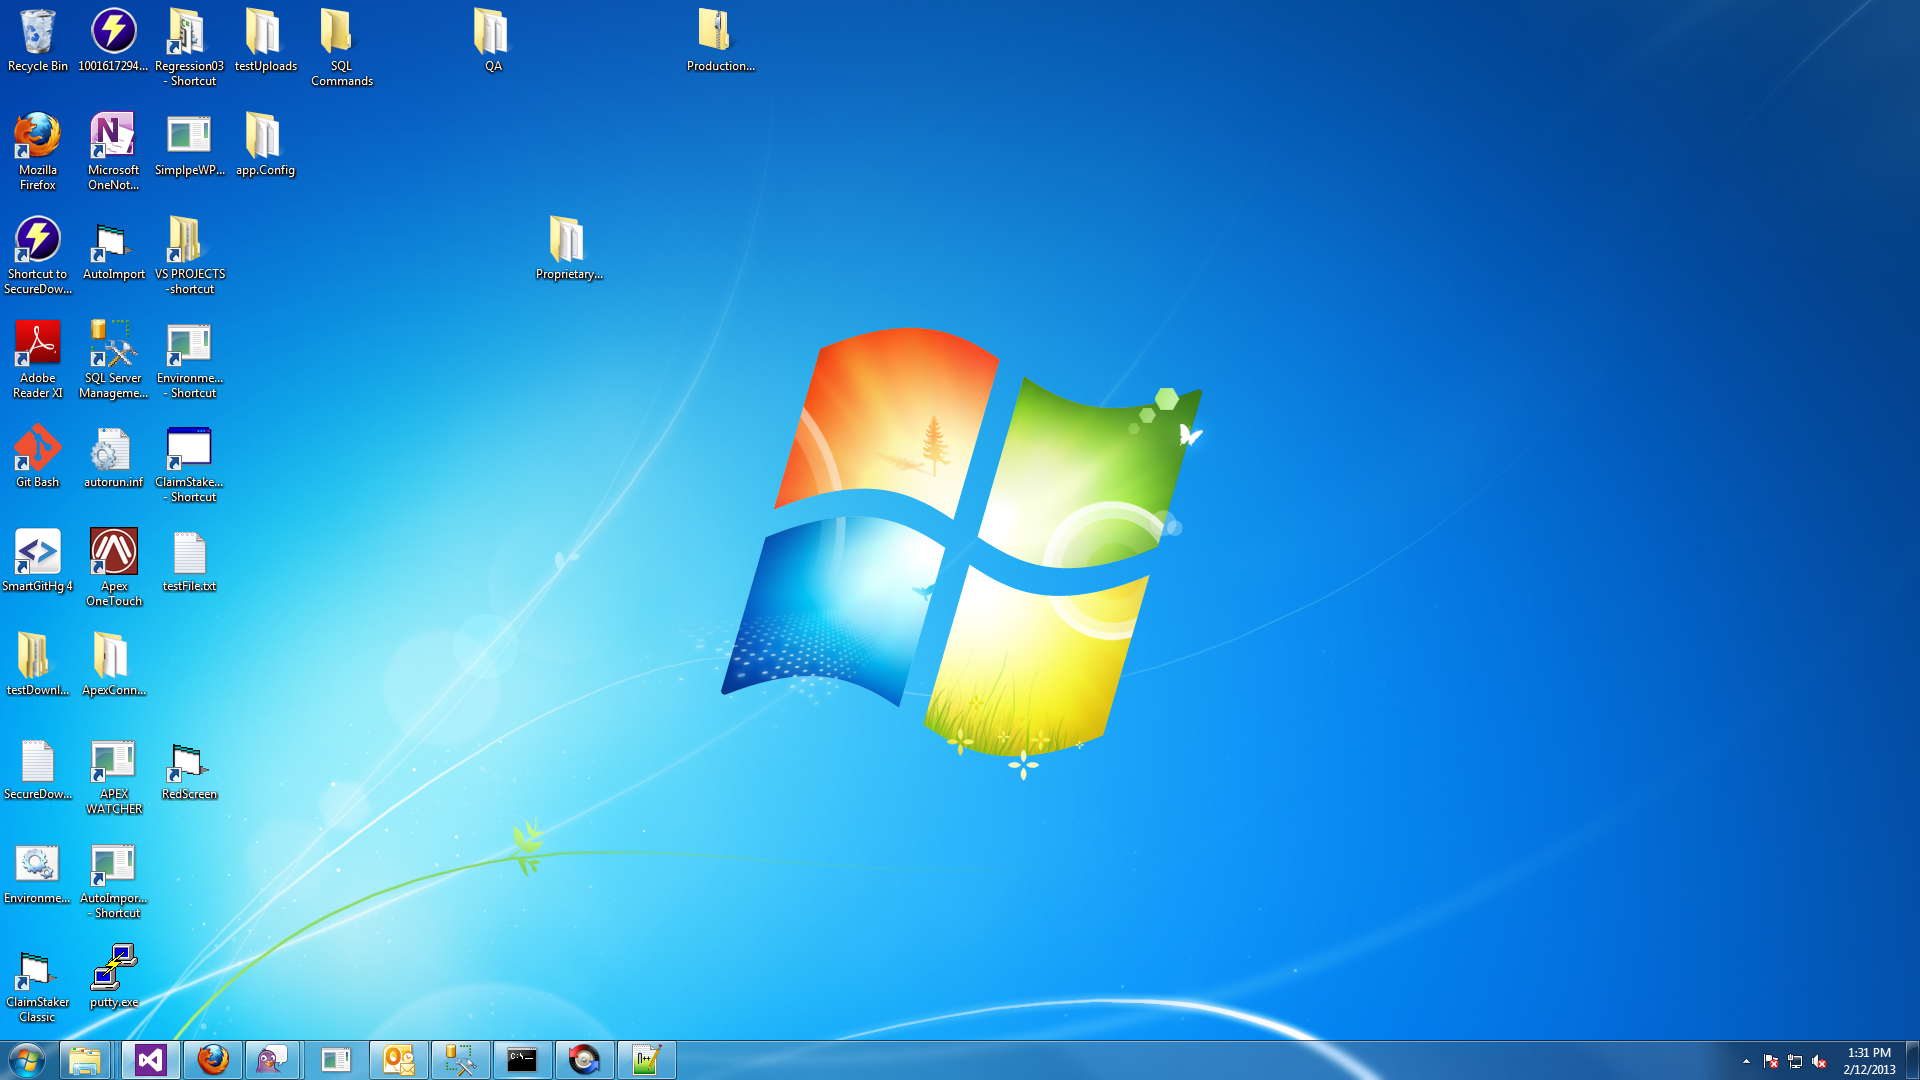 Recycle Bin
1001617294...
Regression03
- Shortcut
testUploads
SQL
Commands
QA
Production...
Mozilla
Firefox
Microsoft
OneNot...
SimplpeWP...
app.Config
Shortcut to
SecureDow...
AutoImport
VS PROJECTS
-shortcut
Proprietary...
Adobe
Reader XI
SQL Server
Manageme...
Environme...
- Shortcut
Git Bash
autorun.inf
ClaimStake...
- Shortcut
SmartGitHg 4
Apex
OneTouch
testFile.txt
testDownl...
ApexConn...
SecureDow...
APEX
WATCHER
RedScreen
Environme...
AutoImpor...
- Shortcut
ClaimStaker
Classic
putty.exe
C:\_
n++
1:31 PM
2/12/2013